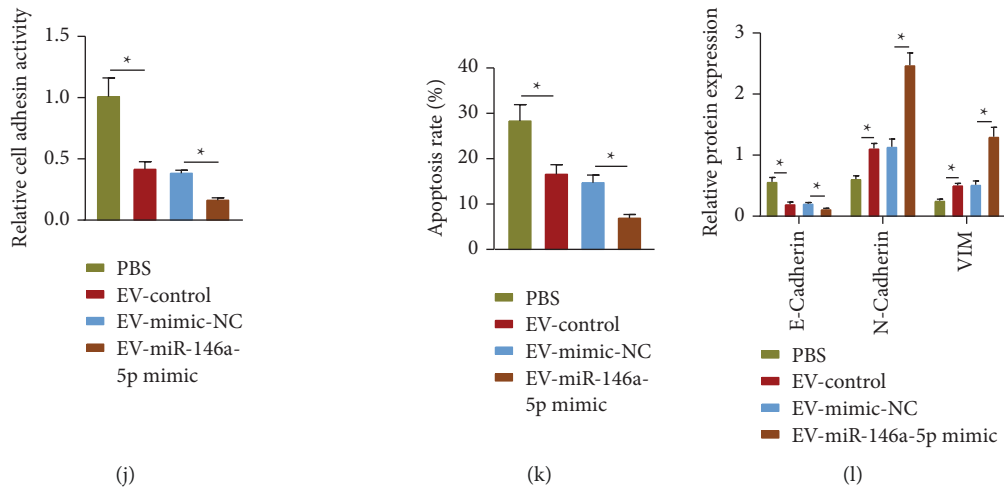 Relative cell adhesin activity
1.5
1.0
0.5
0.0
*
*
PBS
EV-control
EV-mimic-NC
EV-miR-146a-
5p mimic
(j)
Apoptosis rate (%)
40
30
20
10
0
*
*
PBS
EV-control
EV-mimic-NC
EV-miR-146a-
5p mimic
(k)
Relative protein expression
3
2
1
0
*
*
*
*
*
*
E-Cadherin
N-Cadherin
VIM
PBS
EV-control
EV-mimic-NC
EV-miR-146a-5p mimic
(l)